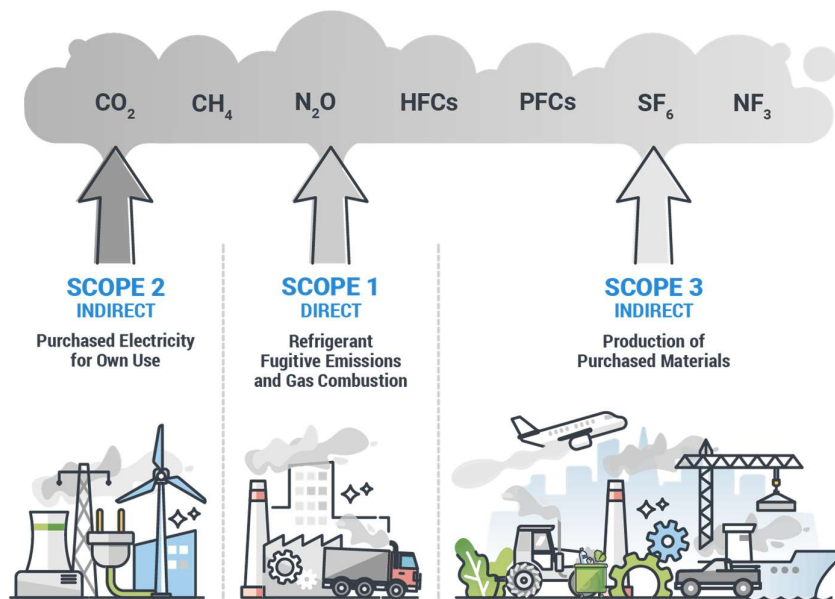 CO₂ CH₄ N₂O HFCs PFCs SF₆ NF₃
SCOPE 2
INDIRECT
Purchased Electricity
for Own Use
SCOPE 1
DIRECT
Refrigerant
Fugitive Emissions
and Gas Combustion
SCOPE 3
INDIRECT
Production of
Purchased Materials